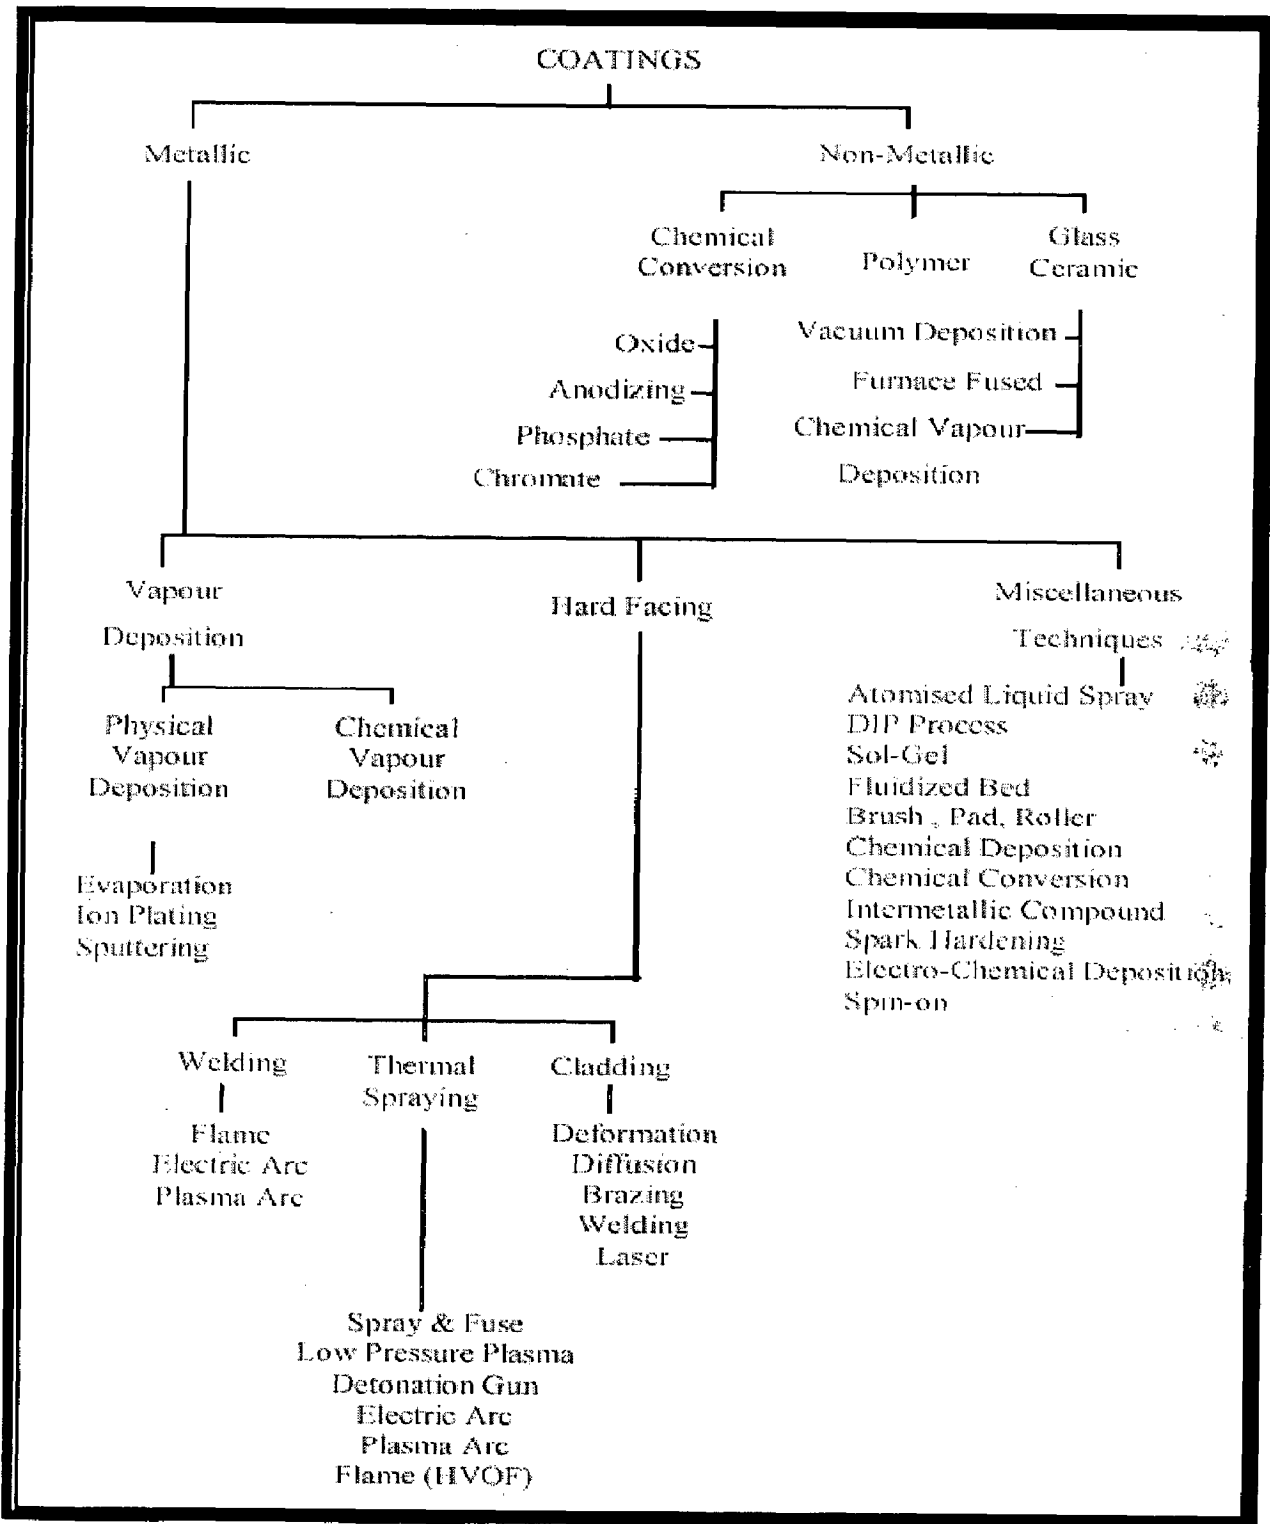 COATINGS
Metallic
Non-Metallic
Chemical
Conversion
Polymer
Glass
Ceramic
Oxide
Anodizing
Phosphate
Chromate
Vacuum Deposition
Furnace Fused
Chemical Vapour
Deposition
Vapour
Deposition
Hard Facing
Miscellaneous
Techniques
Physical
Vapour
Deposition
Chemical
Vapour
Deposition
Evaporation
Ion Plating
Sputtering
Atomised Liquid Spray
DIP Process
Sol-Gel
Fluidized Bed
Brush , Pad, Roller
Chemical Deposition
Chemical Conversion
Intermetallic Compound
Spark Hardening
Electro-Chemical Deposition
Spin-on
Welding
Thermal
Spraying
Cladding
Flame
Electric Arc
Plasma Arc
Deformation
Diffusion
Brazing
Welding
Laser
Spray & Fuse
Low Pressure Plasma
Detonation Gun
Electric Arc
Plasma Arc
Flame (HVOF)